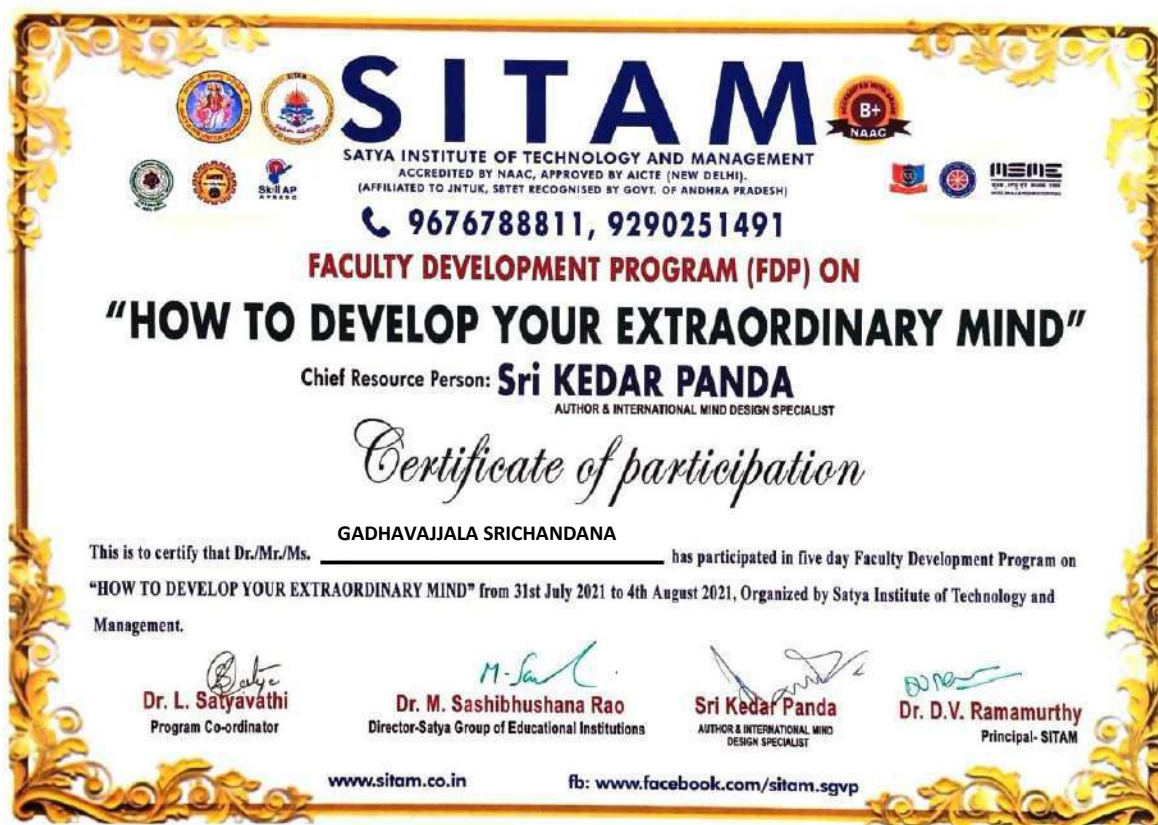 SITAM
B+
NAAC
SATYA INSTITUTE OF TECHNOLOGY AND MANAGEMENT
ACCREDITED BY NAAC, APPROVED BY AICTE (NEW DELHI).
(AFFILIATED TO JNTUK, SBTET RECOGNISED BY GOVT. OF ANDHRA PRADESH)
Skill AP
MSME
9676788811, 9290251491
FACULTY DEVELOPMENT PROGRAM (FDP) ON
"HOW TO DEVELOP YOUR EXTRAORDINARY MIND"
Chief Resource Person: Sri KEDAR PANDA
AUTHOR & INTERNATIONAL MIND DESIGN SPECIALIST
Certificate of participation
GADHAVAJJALA SRICHANDANA
This is to certify that Dr./Mr./Ms. has participated in five day Faculty Development Program on
"HOW TO DEVELOP YOUR EXTRAORDINARY MIND" from 31st July 2021 to 4th August 2021, Organized by Satya Institute of Technology and
Management.
Dr. L. Satyavathi
Program Co-ordinator
Dr. M. Sashibhushana Rao
Director-Satya Group of Educational Institutions
Sri Kedar Panda
AUTHOR & INTERNATIONAL MIND
DESIGN SPECIALIST
Dr. D.V. Ramamurthy
Principal- SITAM
www.sitam.co.in
fb: www.facebook.com/sitam.sgvp